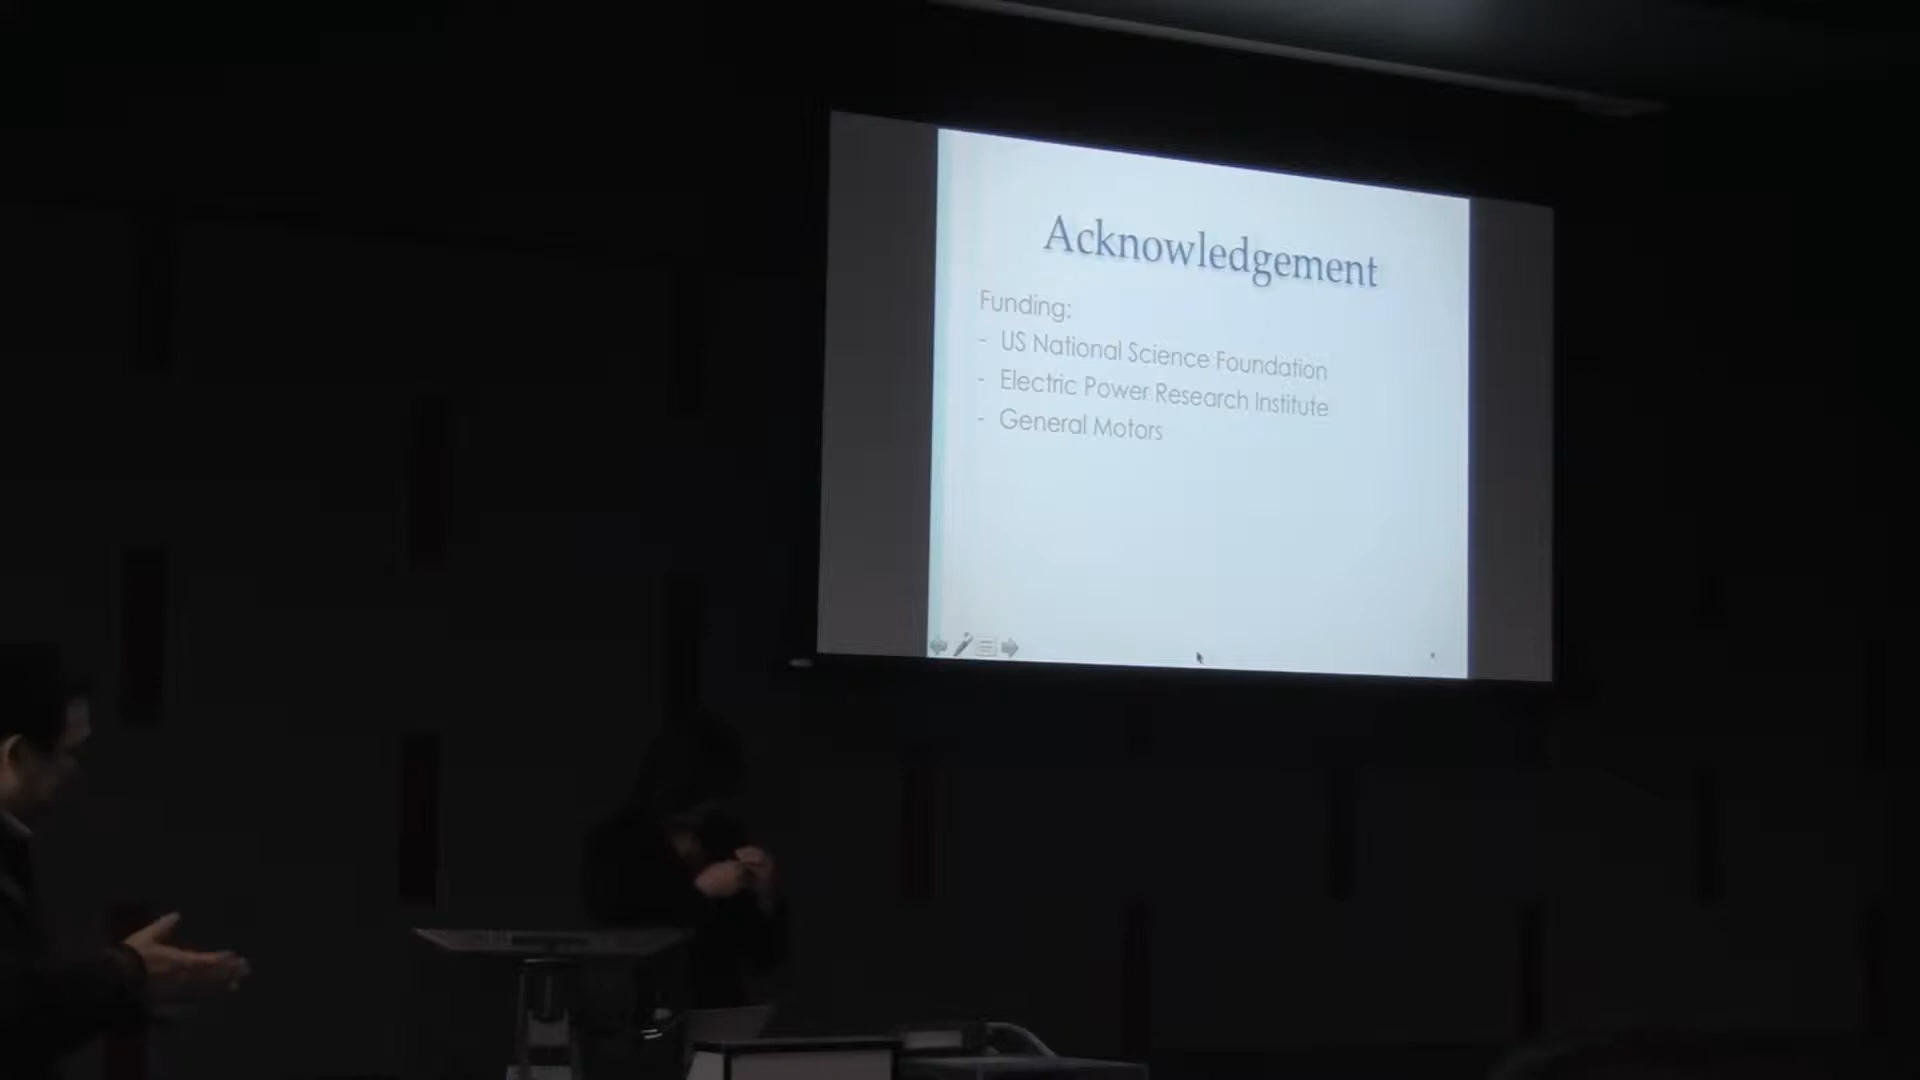 Acknowledgement
Funding:
- US National Science Foundation
- Electric Power Research Institute
- General Motors